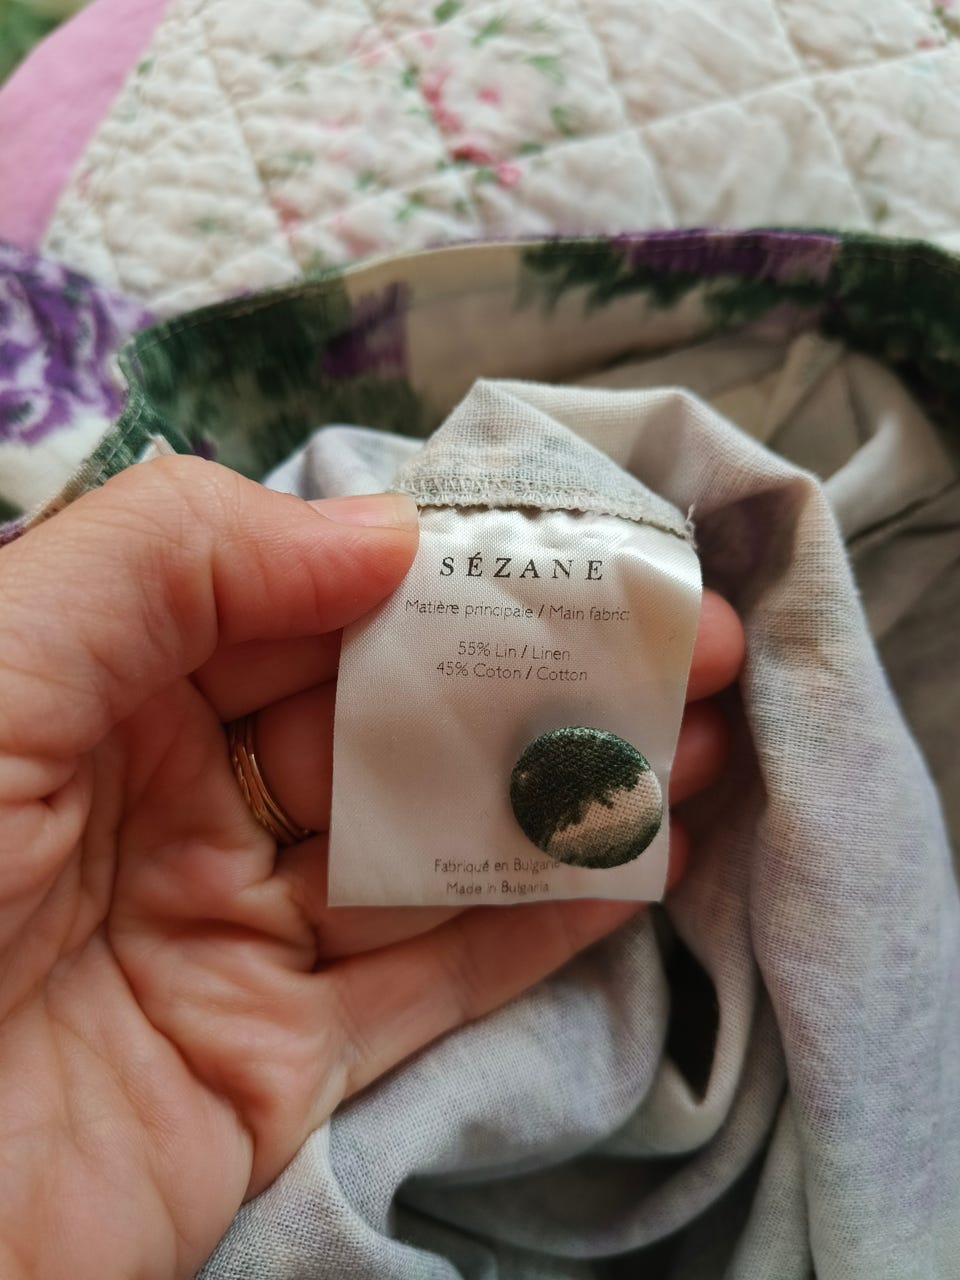 SÉZANE
Matière principale / Main fabric:
55% Lin / Linen
45% Coton / Cotton
Fabriqué en Bulgarie
Made in Bulgaria